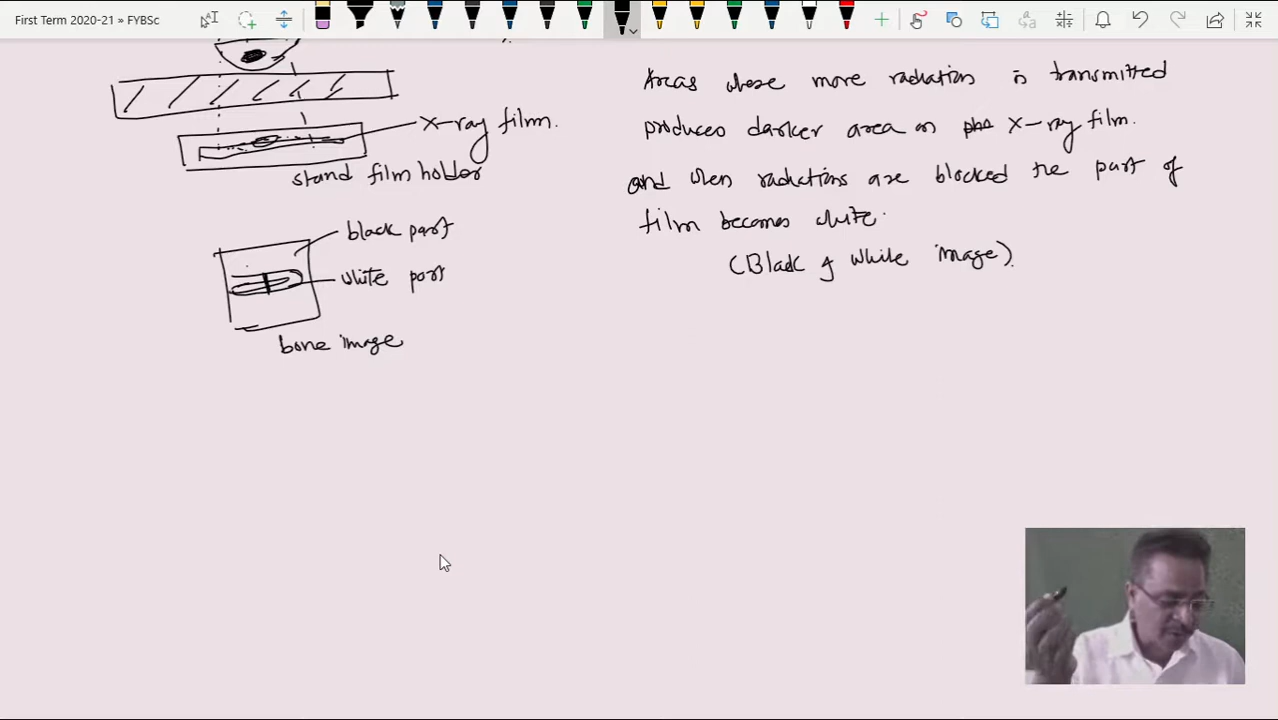 First Term 2020-21 » FYBSc
X-ray film.
stand film holder
black part
white part
bone image
Areas where more radiation is transmitted
produces darker area on X-ray film.
and when radiations are blocked the part of
film becomes white.
(Black & white image).